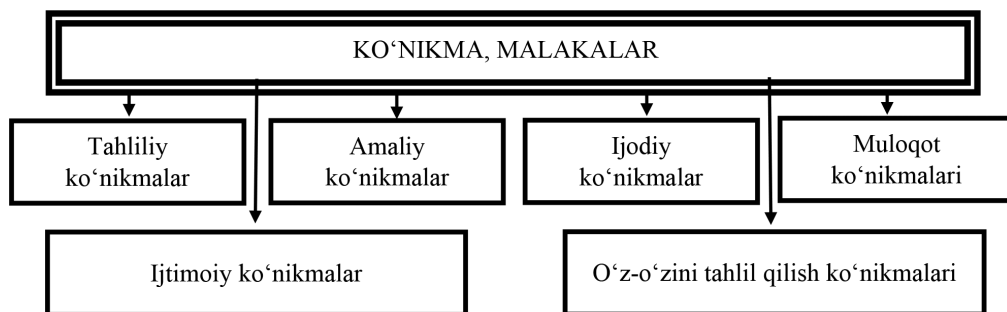 KO‘NIKMA, MALAKALAR
Tahliliy
ko‘nikmalar
Amaliy
ko‘nikmalar
Ijodiy
ko‘nikmalar
Muloqot
ko‘nikmalari
Ijtimoiy ko‘nikmalar
O‘z-o‘zini tahlil qilish ko‘nikmalari